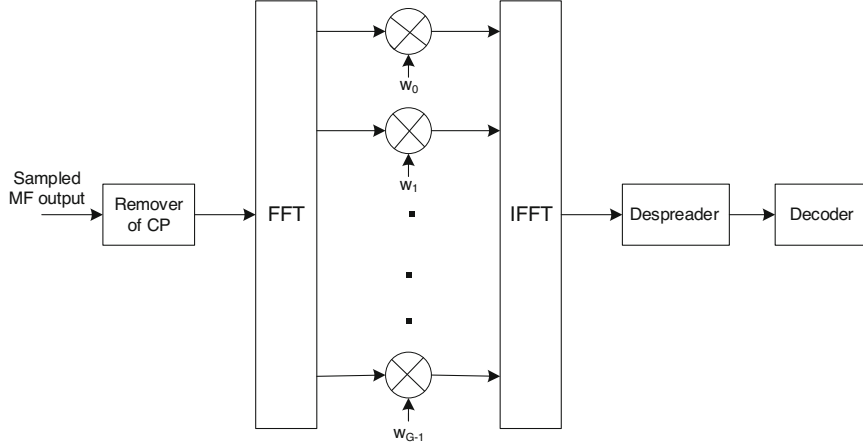 Sampled
MF output
Remover
of CP
FFT
w0
w1
wG-1
IFFT
Despreader
Decoder